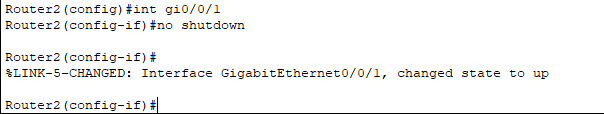 Router2(config)#int gi0/0/1
Router2(config-if)#no shutdown
Router2(config-if)#
%LINK-5-CHANGED: Interface GigabitEthernet0/0/1, changed state to up
Router2(config-if)#